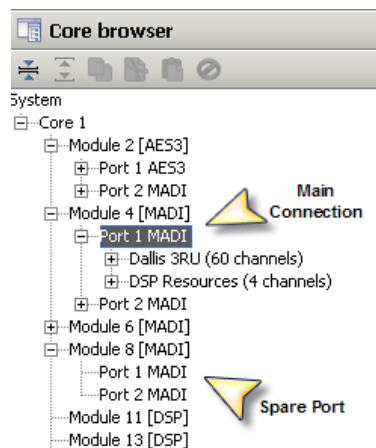 Core browser
System
Core 1
Module 2 [AES3]
Port 1 AES3
Port 2 MADI
Module 4 [MADI]
Main
Connection
Port 1 MADI
Dallis 3RU (60 channels)
DSP Resources (4 channels)
Port 2 MADI
Module 6 [MADI]
Module 8 [MADI]
Port 1 MADI
Port 2 MADI
Spare Port
Module 11 [DSP]
Module 13 [DSP]